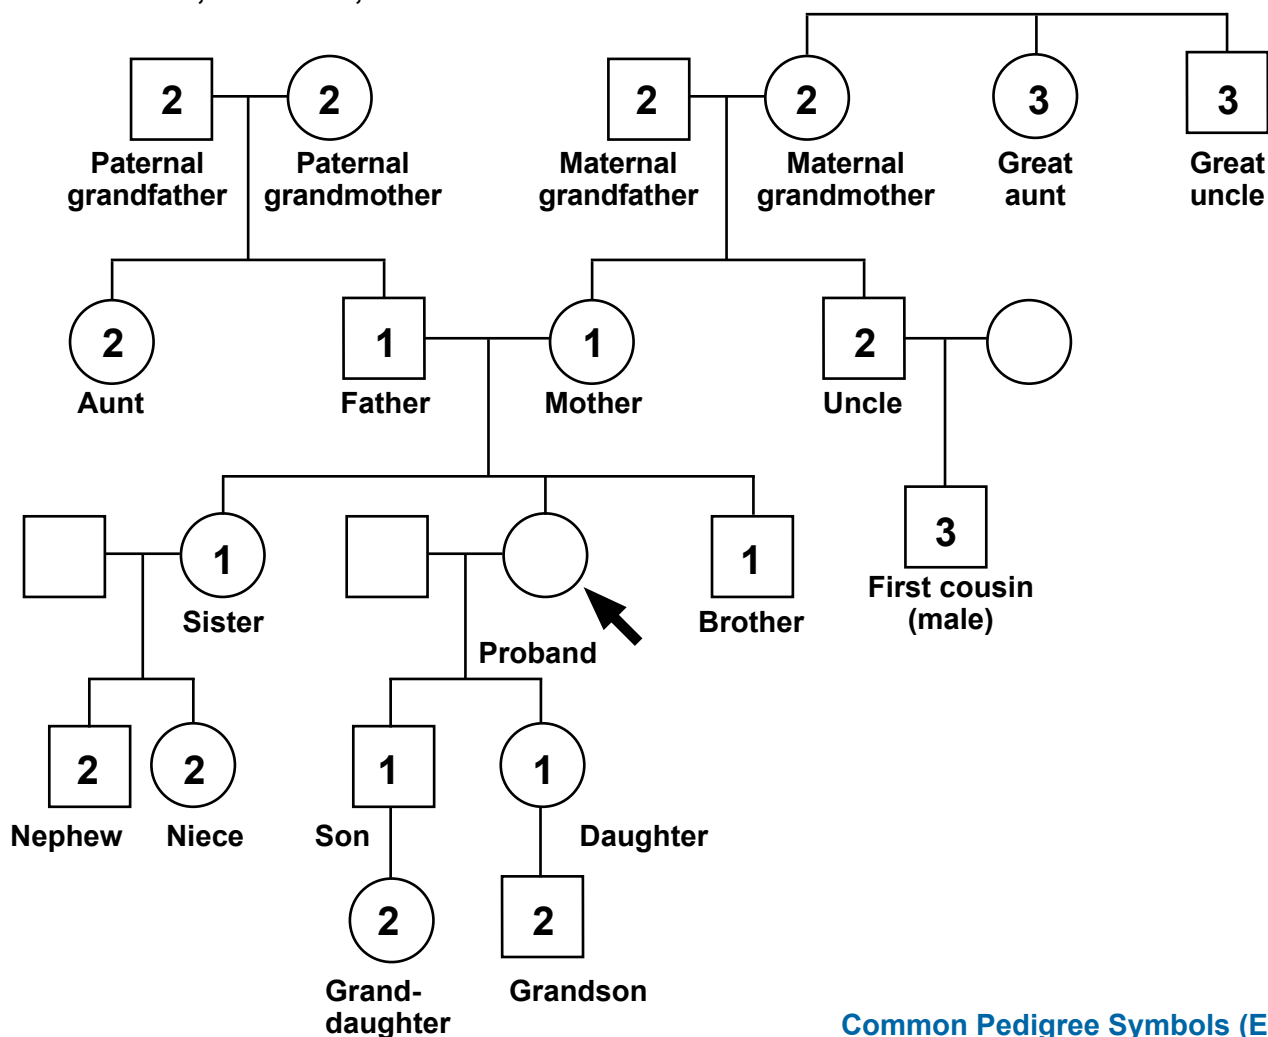 2
2
2
2
3
3
Paternal
grandfather
Paternal
grandmother
Maternal
grandfather
Maternal
grandmother
Great
aunt
Great
uncle
2
1
1
2
Aunt
Father
Mother
Uncle
1
1
3
Sister
Proband
Brother
First cousin
(male)
2
2
1
1
Nephew
Niece
Son
Daughter
2
2
Grand-
daughter
Grandson
Common Pedigree Symbols (E